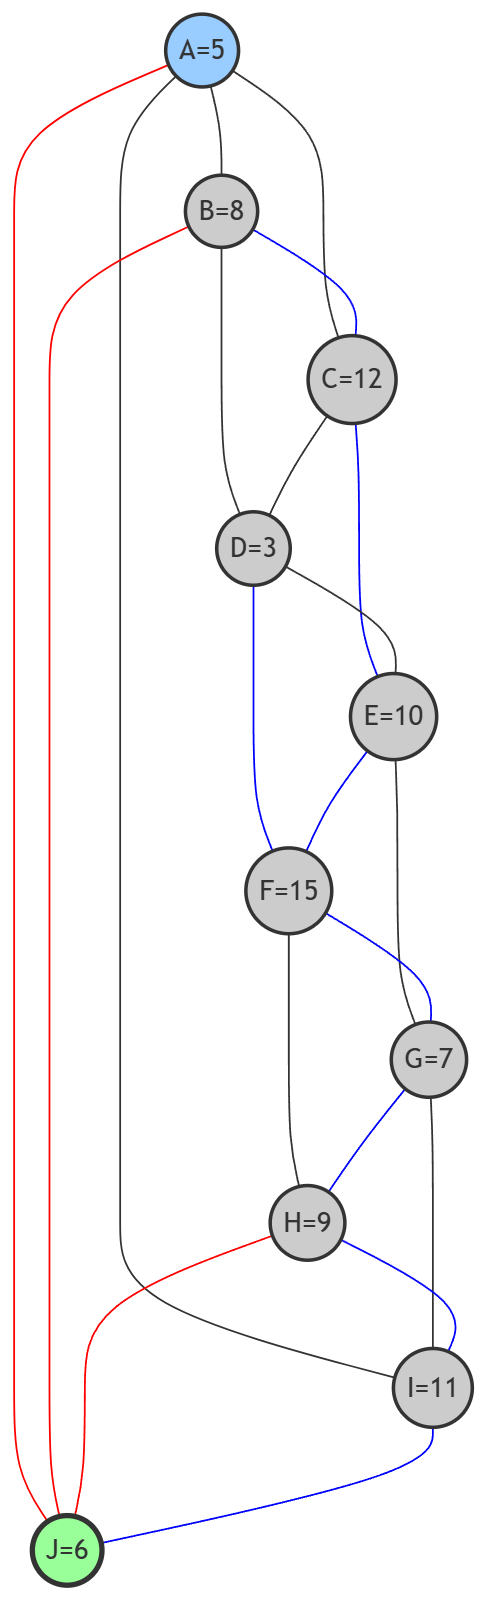 A=5
B=8
C=12
D=3
E=10
F=15
G=7
H=9
I=11
J=6